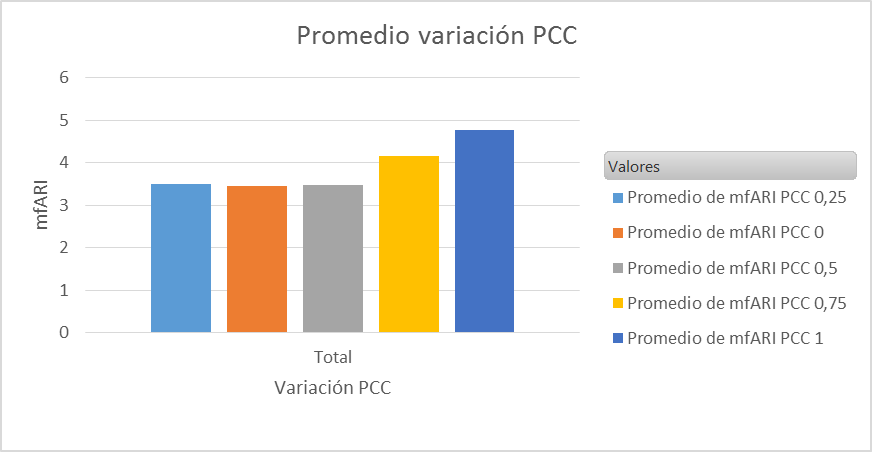 Promedio variación PCC
6
5
4
3
2
1
0
mfARI
Total
Variación PCC
Valores
Promedio de mfARI PCC 0,25
Promedio de mfARI PCC 0
Promedio de mfARI PCC 0,5
Promedio de mfARI PCC 0,75
Promedio de mfARI PCC 1